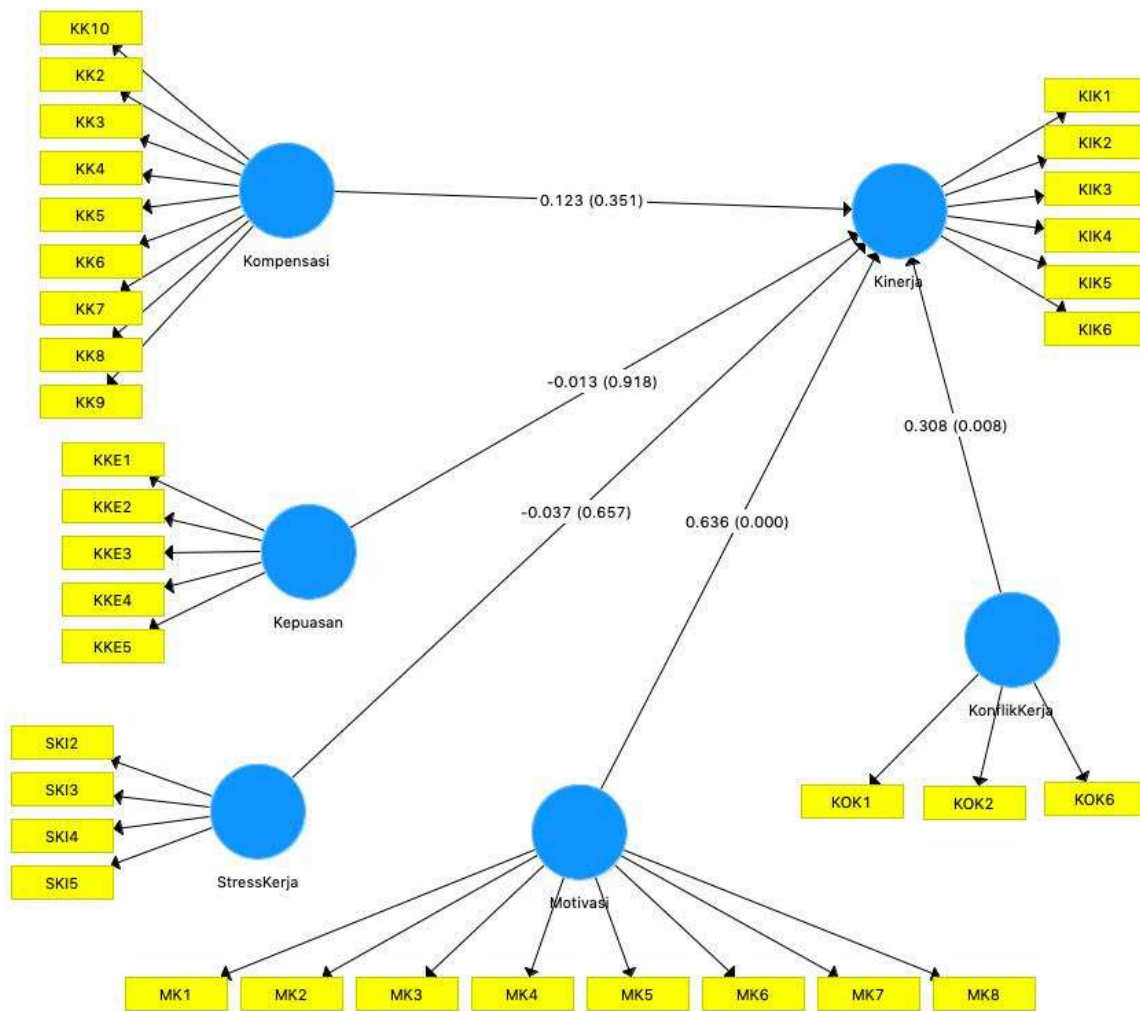 KK10
KK2
KK3
KK4
KK5
KK6
KK7
KK8
KK9
Kompensasi
0.123 (0.351)
Kinerja
KIK1
KIK2
KIK3
KIK4
KIK5
KIK6
-0.013 (0.918)
0.308 (0.008)
KKE1
KKE2
KKE3
KKE4
KKE5
Kepuasan
-0.037 (0.657)
0.636 (0.000)
KonflikKerja
KOK1
KOK2
KOK6
SKI2
SKI3
SKI4
SKI5
StressKerja
Motivasi
MK1
MK2
MK3
MK4
MK5
MK6
MK7
MK8